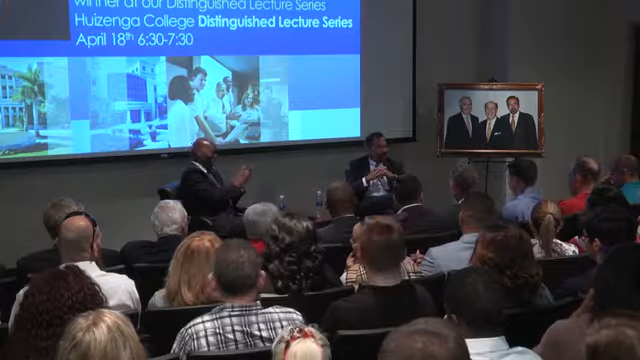 winner at our Distinguished Lecture Series
Huizenga College Distinguished Lecture Series
April 18th 6:30-7:30